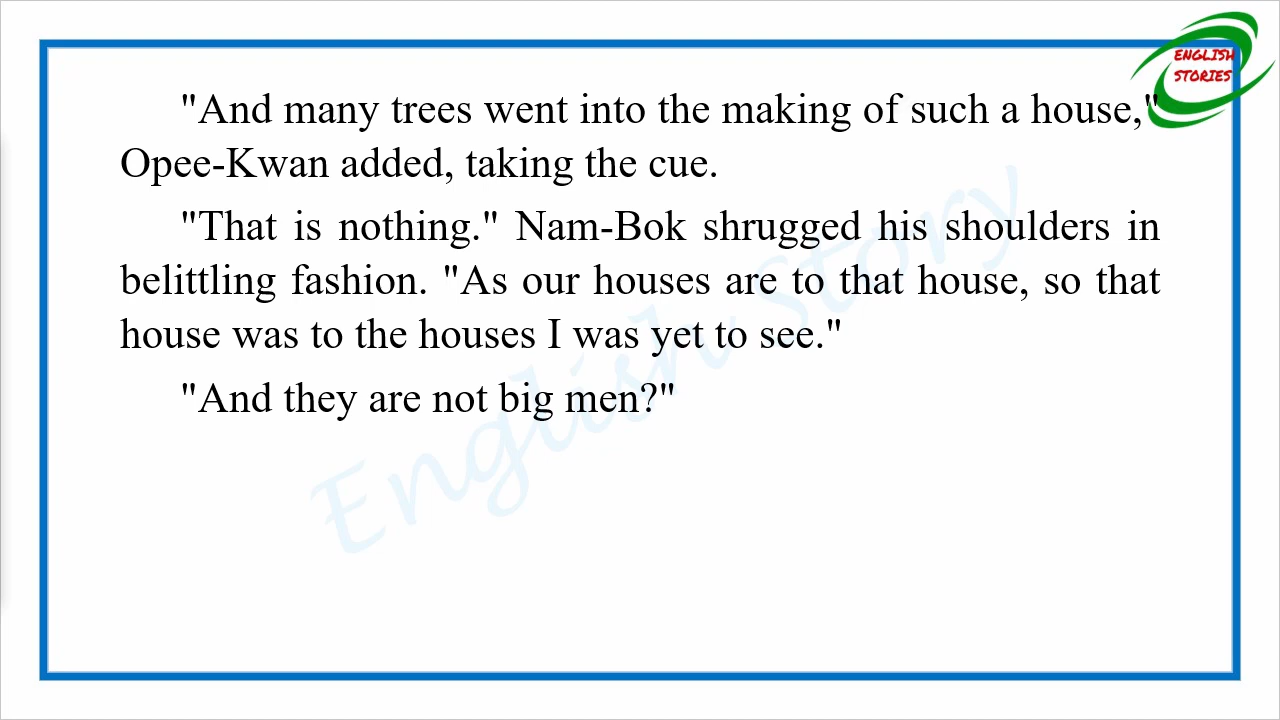 ENGLISH
STORIES
"And many trees went into the making of such a house,"
Opee-Kwan added, taking the cue.
"That is nothing." Nam-Bok shrugged his shoulders in
belittling fashion. "As our houses are to that house, so that
house was to the houses I was yet to see."
"And they are not big men?"
English Story